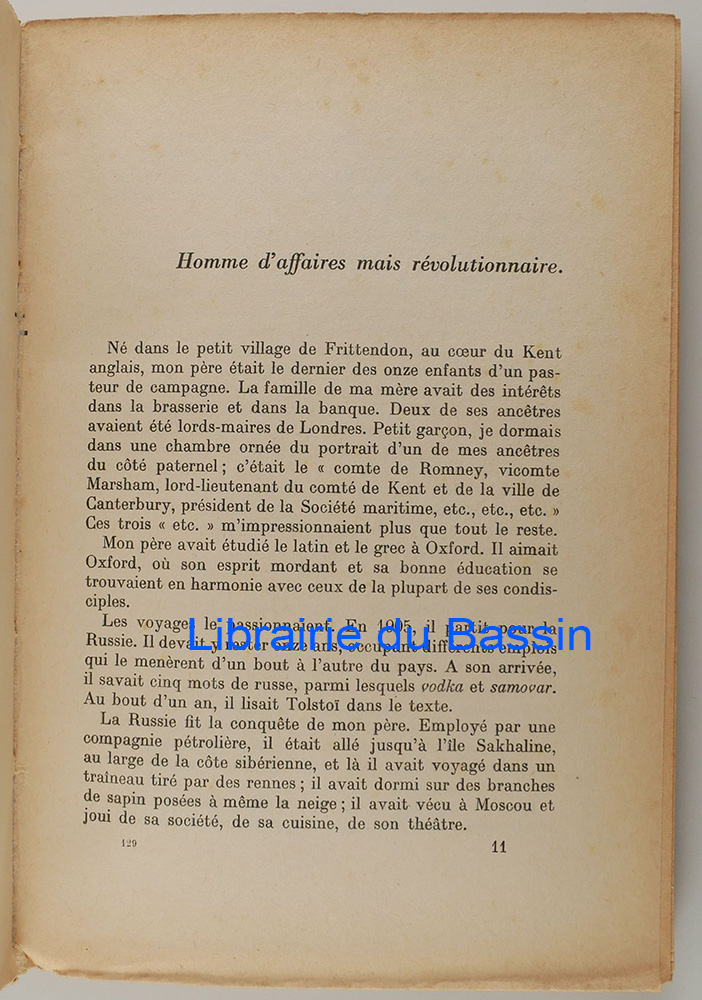 Homme d'affaires mais révolutionnaire.
Né dans le petit village de Frittendon, au cœur du Kent
anglais, mon père était le dernier des onze enfants d'un pas-
teur de campagne. La famille de ma mère avait des intérêts
dans la brasserie et dans la banque. Deux de ses ancêtres
avaient été lords-maires de Londres. Petit garçon, je dormais
dans une chambre ornée du portrait d'un de mes ancêtres
du côté paternel ; c'était le « comte de Romney, vicomte
Marsham, lord-lieutenant du comté de Kent et de la ville de
Canterbury, président de la Société maritime, etc., etc., etc. »
Ces trois « etc. » m'impressionnaient plus que tout le reste.
Mon père avait étudié le latin et le grec à Oxford. Il aimait
Oxford, où son esprit mordant et sa bonne éducation se
trouvaient en harmonie avec ceux de la plupart de ses condis-
ciples.
Les voyages le passionnaient. En 1905, il partit pour la
Librairie du Bassin
Russie. Il devait y rester onze ans, occupant différents emplois
qui le menèrent d'un bout à l'autre du pays. A son arrivée,
il savait cinq mots de russe, parmi lesquels vodka et samovar.
Au bout d'un an, il lisait Tolstoï dans le texte.
La Russie fit la conquête de mon père. Employé par une
compagnie pétrolière, il était allé jusqu'à l'île Sakhaline,
au large de la côte sibérienne, et là il avait voyagé dans un
traîneau tiré par des rennes ; il avait dormi sur des branches
de sapin posées à même la neige ; il avait vécu à Moscou et
joui de sa société, de sa cuisine, de son théâtre.
129
11